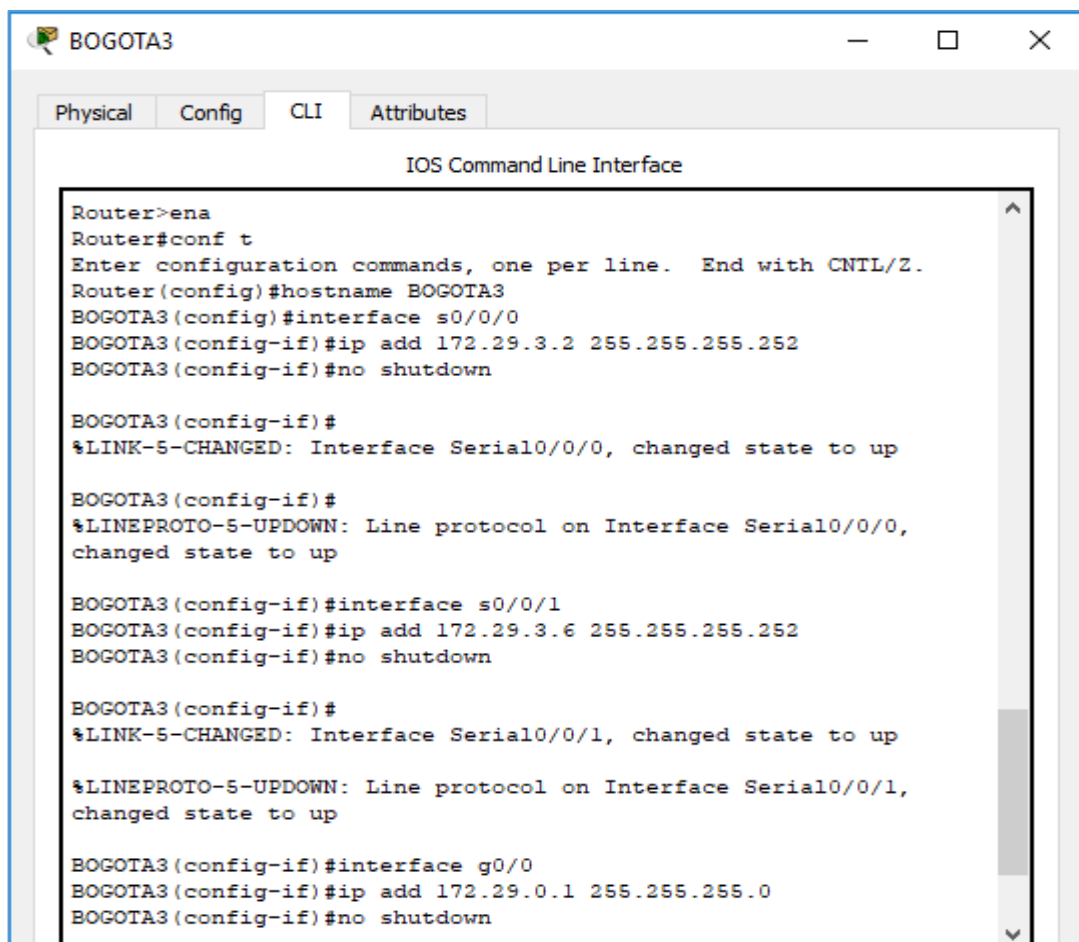 BOGOTA3
Physical Config CLI Attributes
IOS Command Line Interface
Router>ena
Router#conf t
Enter configuration commands, one per line.  End with CNTL/Z.
Router(config)#hostname BOGOTA3
BOGOTA3(config)#interface s0/0/0
BOGOTA3(config-if)#ip add 172.29.3.2 255.255.255.252
BOGOTA3(config-if)#no shutdown
BOGOTA3(config-if)#
%LINK-5-CHANGED: Interface Serial0/0/0, changed state to up
BOGOTA3(config-if)#
%LINEPROTO-5-UPDOWN: Line protocol on Interface Serial0/0/0,
changed state to up
BOGOTA3(config-if)#interface s0/0/1
BOGOTA3(config-if)#ip add 172.29.3.6 255.255.255.252
BOGOTA3(config-if)#no shutdown
BOGOTA3(config-if)#
%LINK-5-CHANGED: Interface Serial0/0/1, changed state to up
%LINEPROTO-5-UPDOWN: Line protocol on Interface Serial0/0/1,
changed state to up
BOGOTA3(config-if)#interface g0/0
BOGOTA3(config-if)#ip add 172.29.0.1 255.255.255.0
BOGOTA3(config-if)#no shutdown